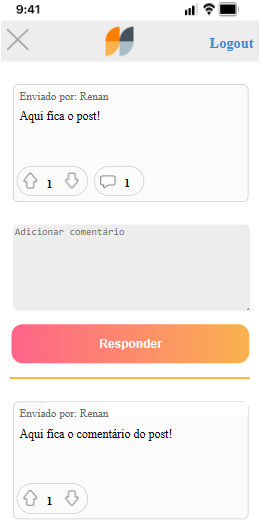 9:41
Logout
Enviado por: Renan
Aqui fica o post!
1 1
Adicionar comentário
Responder
Enviado por: Renan
Aqui fica o comentário do post!
1